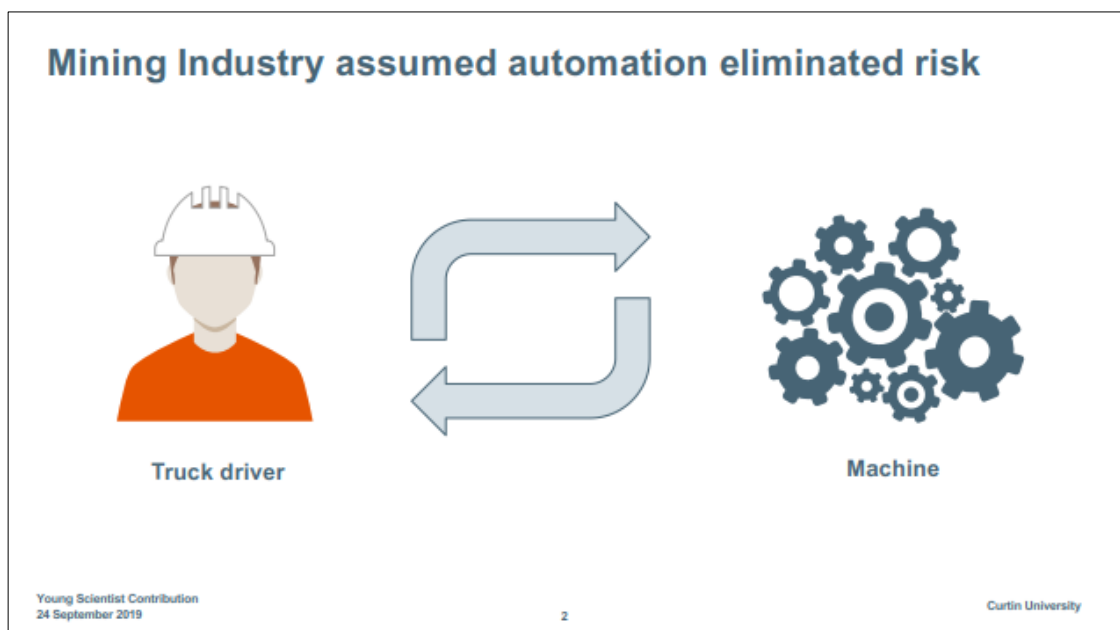 Mining Industry assumed automation eliminated risk
Truck driver
Machine
Young Scientist Contribution
24 September 2019
2
Curtin University